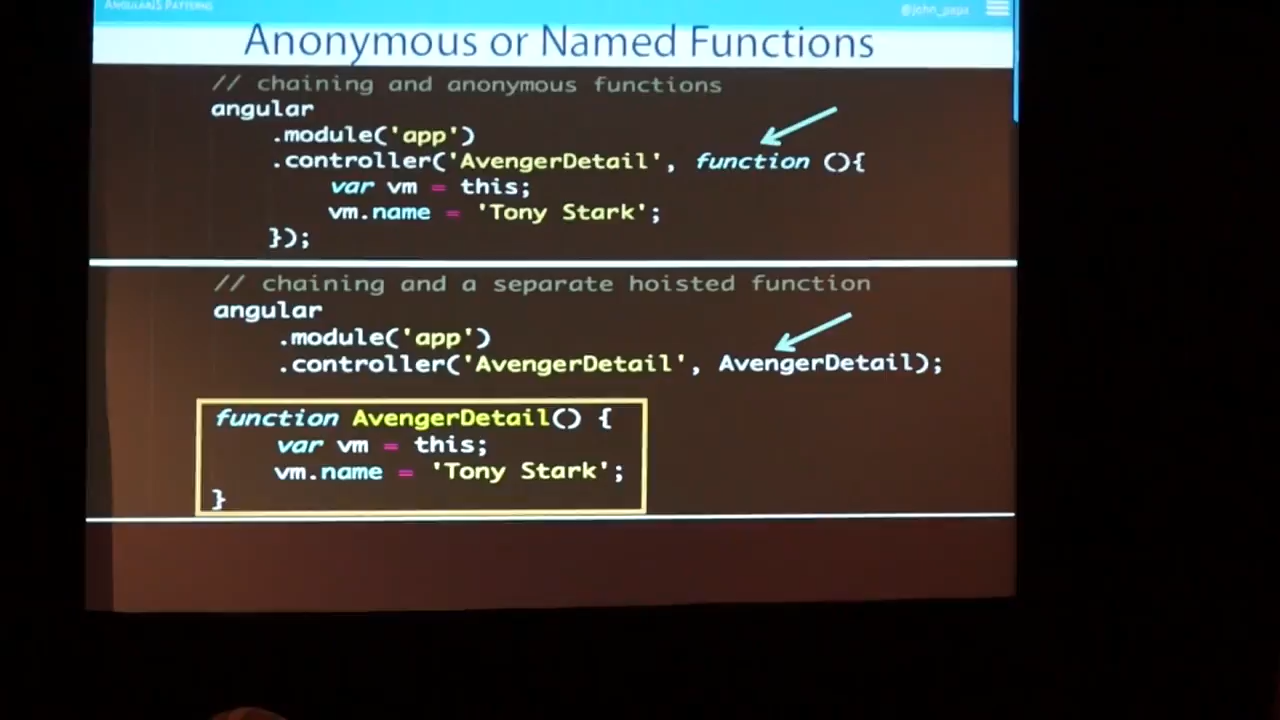 ANGULARJS PATTERNS
@john_papa
Anonymous or Named Functions
// chaining and anonymous functions
angular
.module('app')
.controller('AvengerDetail', function (){
var vm = this;
vm.name = 'Tony Stark';
});
// chaining and a separate hoisted function
angular
.module('app')
.controller('AvengerDetail', AvengerDetail);
function AvengerDetail() {
var vm = this;
vm.name = 'Tony Stark';
}